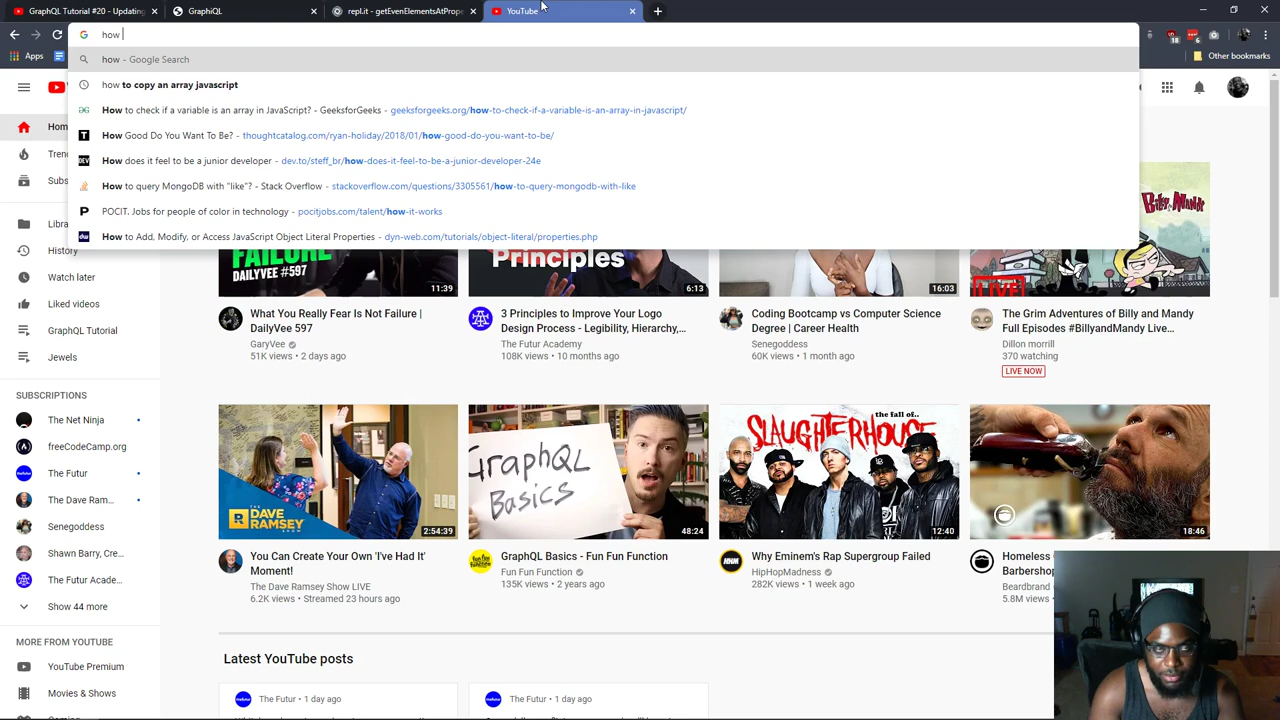 GraphQL Tutorial #20 - Updating
GraphiQL
repl.it - getEvenElementsAtProp
YouTube
how
how - Google Search
how to copy an array javascript
How to check if a variable is an array in JavaScript? - GeeksforGeeks - geeksforgeeks.org/how-to-check-if-a-variable-is-an-array-in-javascript/
How Good Do You Want To Be? - thoughtcatalog.com/ryan-holiday/2018/01/how-good-do-you-want-to-be/
How does it feel to be a junior developer - dev.to/steff_br/how-does-it-feel-to-be-a-junior-developer-24e
How to query MongoDB with "like"? - Stack Overflow - stackoverflow.com/questions/3305561/how-to-query-mongodb-with-like
POCIT. Jobs for people of color in technology - pocitjobs.com/talent/how-it-works
How to Add, Modify, or Access JavaScript Object Literal Properties - dyn-web.com/tutorials/object-literal/properties.php
Apps
Other bookmarks
18
6
Hom
Tren
Subs
Libra
History
Watch later
Liked videos
GraphQL Tutorial
Jewels
SUBSCRIPTIONS
The Net Ninja
freeCodeCamp.org
The Futur
The Dave Ram...
Senegoddess
Shawn Barry, Cre...
The Futur Acade...
Show 44 more
MORE FROM YOUTUBE
YouTube Premium
Movies & Shows
FAILURE
DAILYVEE #597
11:39
What You Really Fear Is Not Failure |
DailyVee 597
GaryVee
51K views • 2 days ago
Principles
6:13
3 Principles to Improve Your Logo
Design Process - Legibility, Hierarchy,...
The Futur Academy
108K views • 10 months ago
16:03
Coding Bootcamp vs Computer Science
Degree | Career Health
Senegoddess
60K views • 1 month ago
Billy Mandy
LIVE!
The Grim Adventures of Billy and Mandy
Full Episodes #BillyandMandy Live...
Dillon morrill
370 watching
LIVE NOW
THE
DAVE
RAMSEY
SHOW
2:54:39
You Can Create Your Own 'I've Had It'
Moment!
The Dave Ramsey Show LIVE
6.2K views • Streamed 23 hours ago
GraphQL
Basics
48:24
GraphQL Basics - Fun Fun Function
Fun Fun Function
135K views • 2 years ago
the fall of..
SLAUGHTERHOUSE
12:40
HHM
Why Eminem's Rap Supergroup Failed
HipHopMadness
282K views • 1 week ago
18:46
Homeless
Barbersho
Beardbrand
5.8M views
Latest YouTube posts
The Futur • 1 day ago
The Futur • 1 day ago